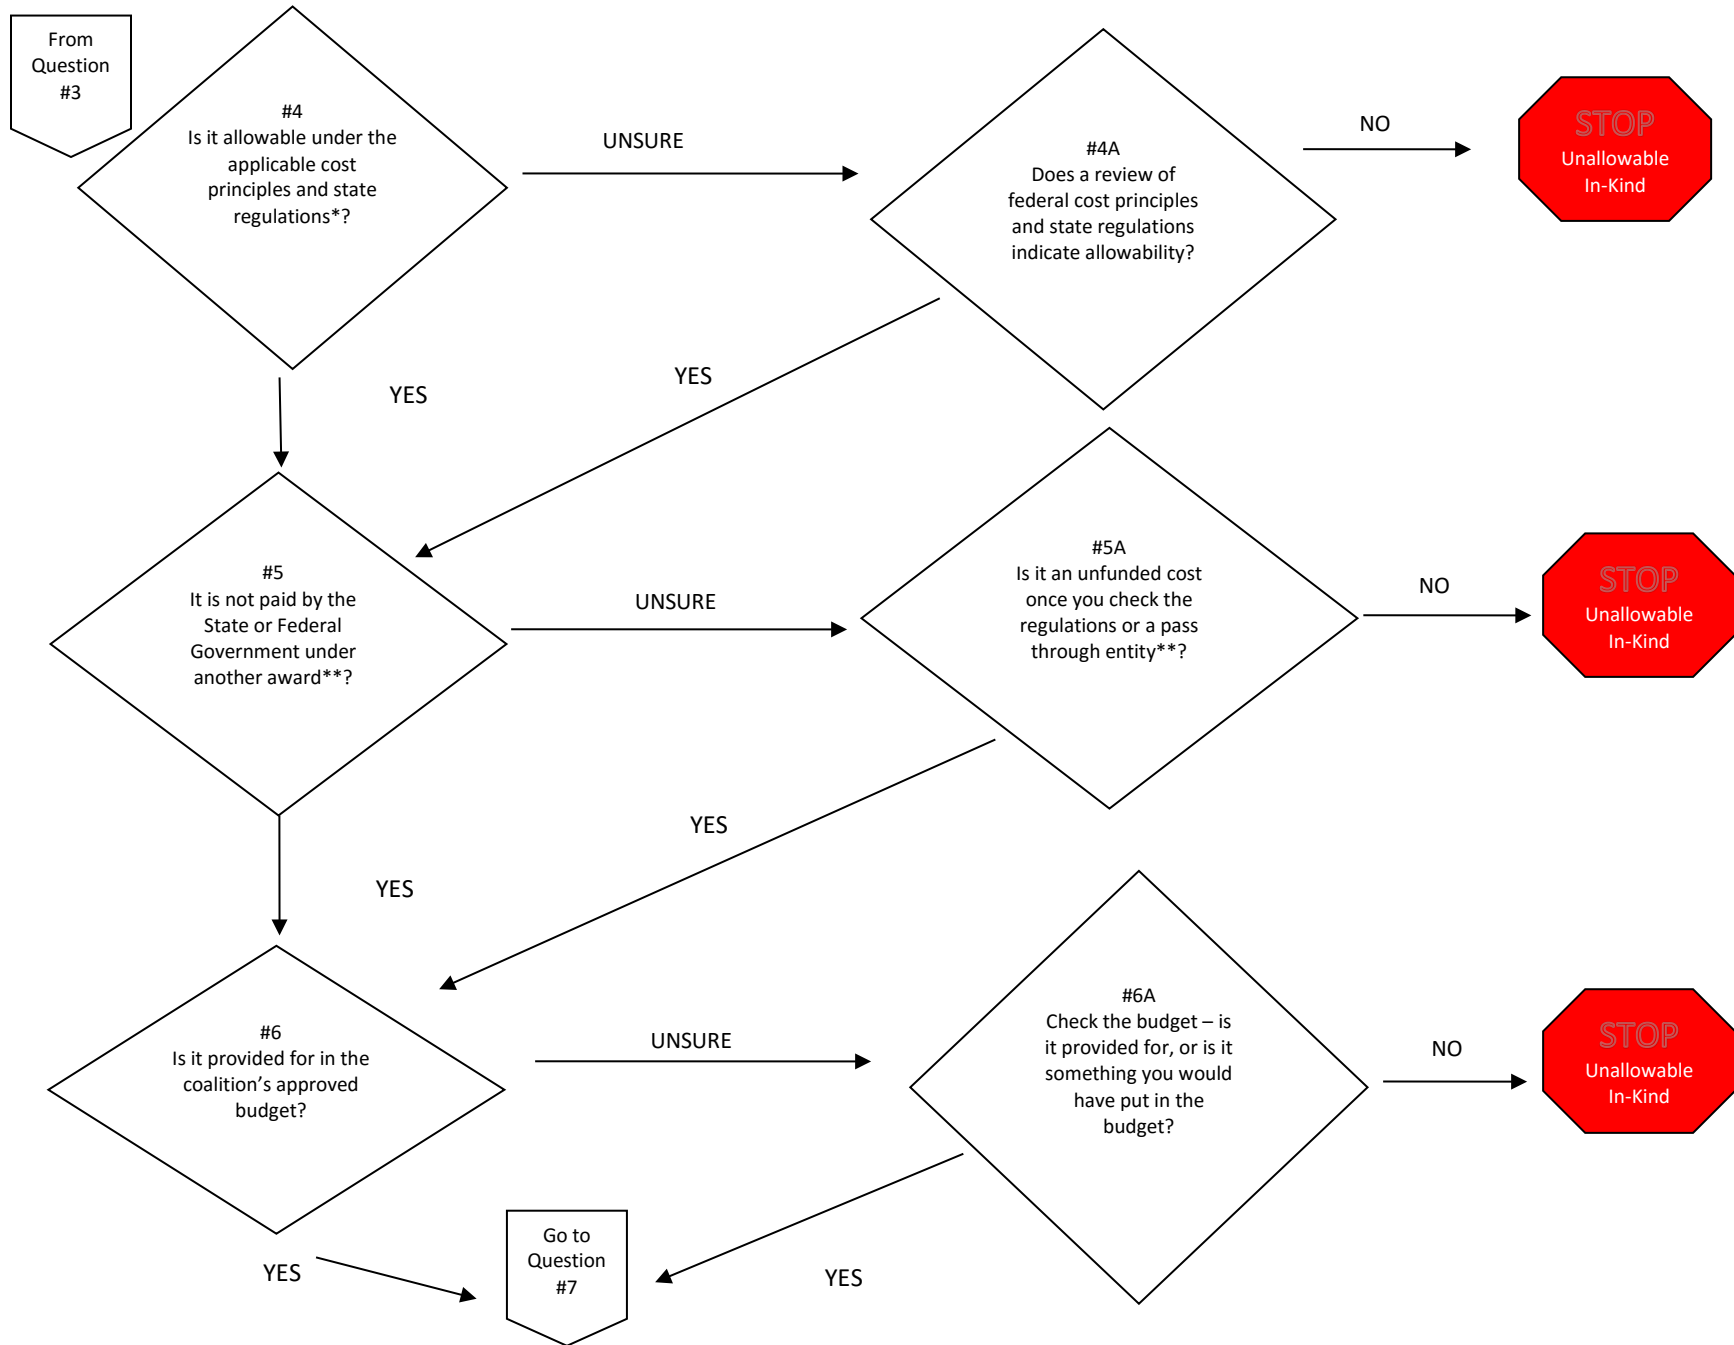 From
Question
#3
#4
Is it allowable under the
applicable cost
principles and state
regulations*?
UNSURE
#4A
Does a review of
federal cost principles
and state regulations
indicate allowability?
NO
STOP
Unallowable
In-Kind
YES
YES
#5
It is not paid by the
State or Federal
Government under
another award**?
UNSURE
#5A
Is it an unfunded cost
once you check the
regulations or a pass
through entity**?
NO
STOP
Unallowable
In-Kind
YES
YES
#6
Is it provided for in the
coalition’s approved
budget?
UNSURE
#6A
Check the budget – is
it provided for, or is it
something you would
have put in the
budget?
NO
STOP
Unallowable
In-Kind
YES
Go to
Question
#7
YES